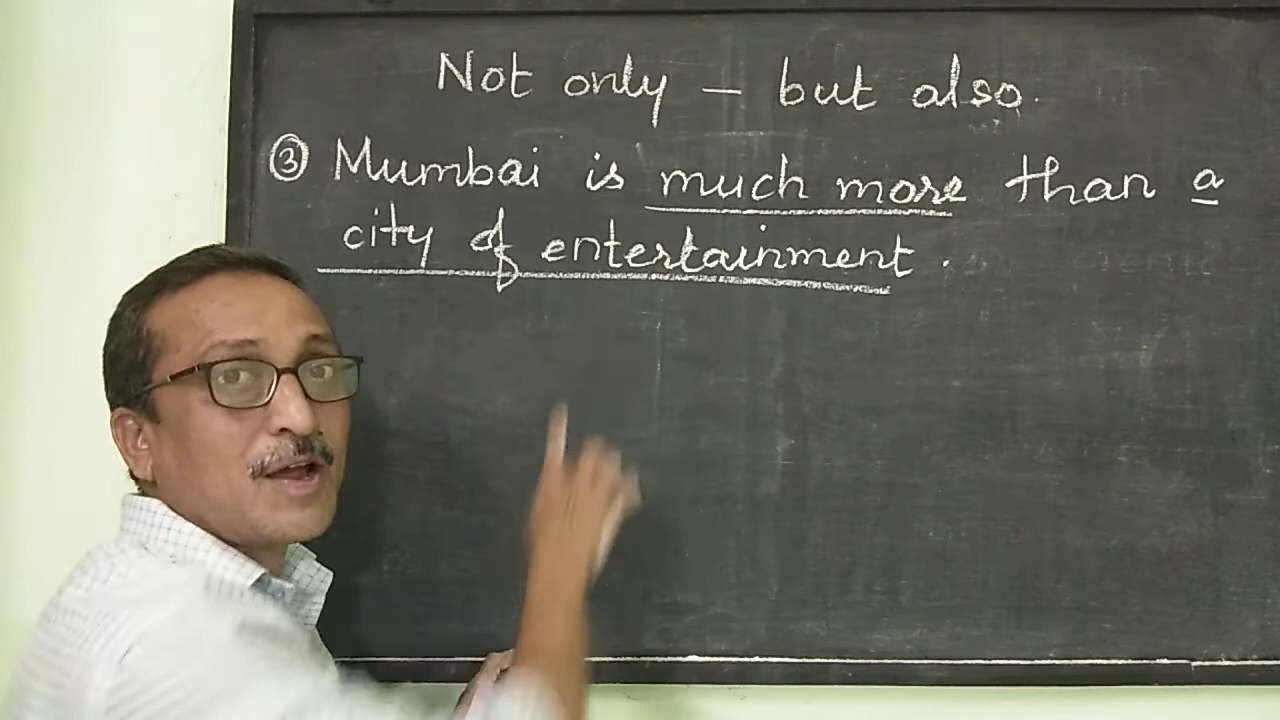 Not only – but also.
③ Mumbai is much more than a
city of entertainment.